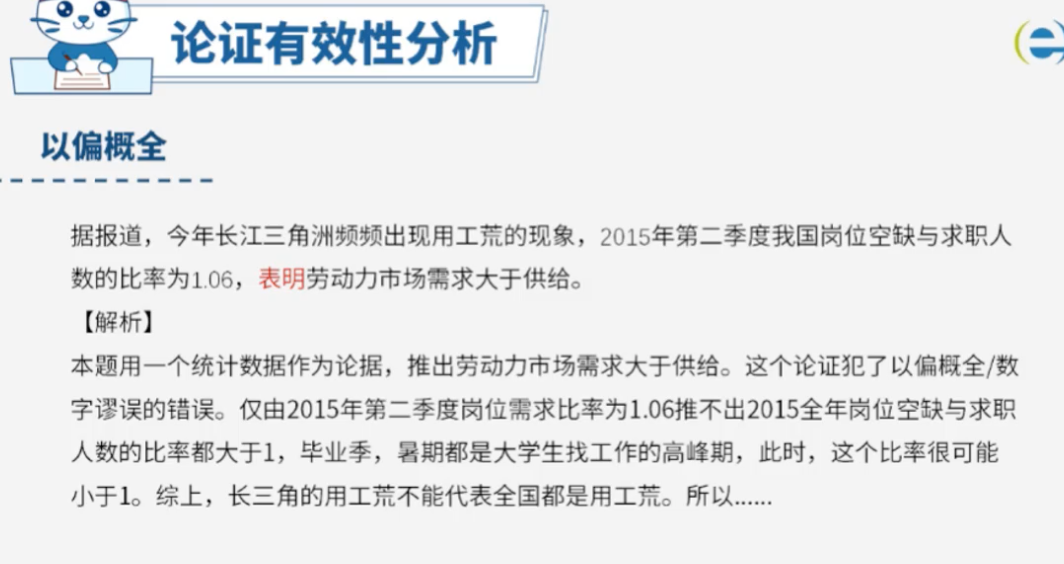 论证有效性分析
以偏概全
据报道，今年长江三角洲频频出现用工荒的现象，2015年第二季度我国岗位空缺与求职人
数的比率为1.06，表明劳动力市场需求大于供给。
【解析】
本题用一个统计数据作为论据，推出劳动力市场需求大于供给。这个论证犯了以偏概全/数
字谬误的错误。仅由2015年第二季度岗位需求比率为1.06推不出2015全年岗位空缺与求职
人数的比率都大于1，毕业季，暑期都是大学生找工作的高峰期，此时，这个比率很可能
小于1。综上，长三角的用工荒不能代表全国都是用工荒。所以......